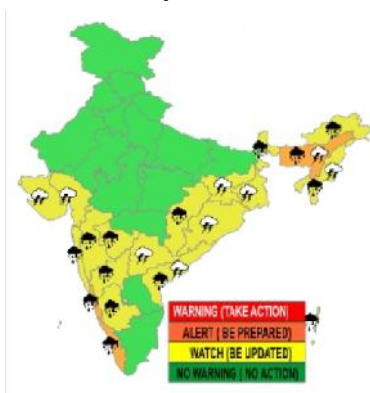 WARNING (TAKE ACTION)
ALERT ( BE PREPARED)
WATCH (BE UPDATED)
NO WARNING ( NO ACTION)